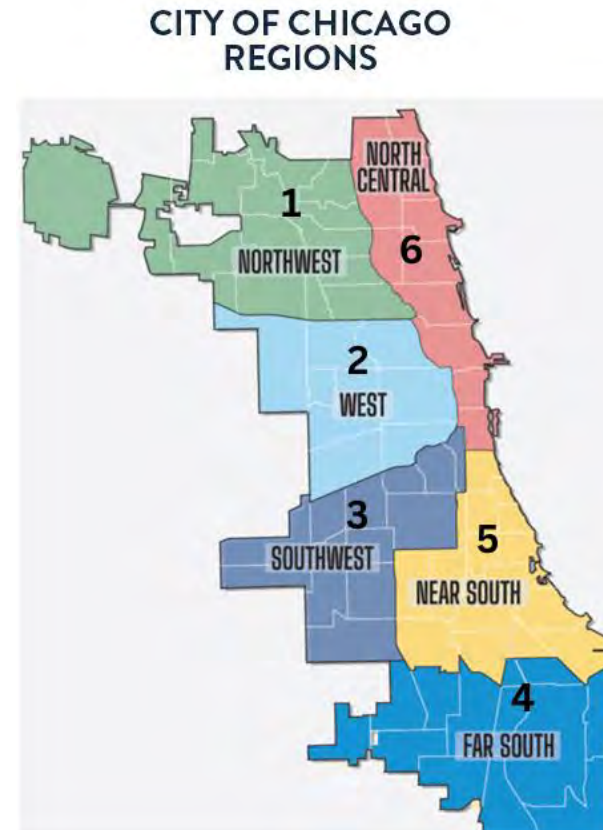 CITY OF CHICAGO
REGIONS
NORTH
CENTRAL
1
6
NORTHWEST
2
WEST
3
SOUTHWEST
5
NEAR SOUTH
4
FAR SOUTH